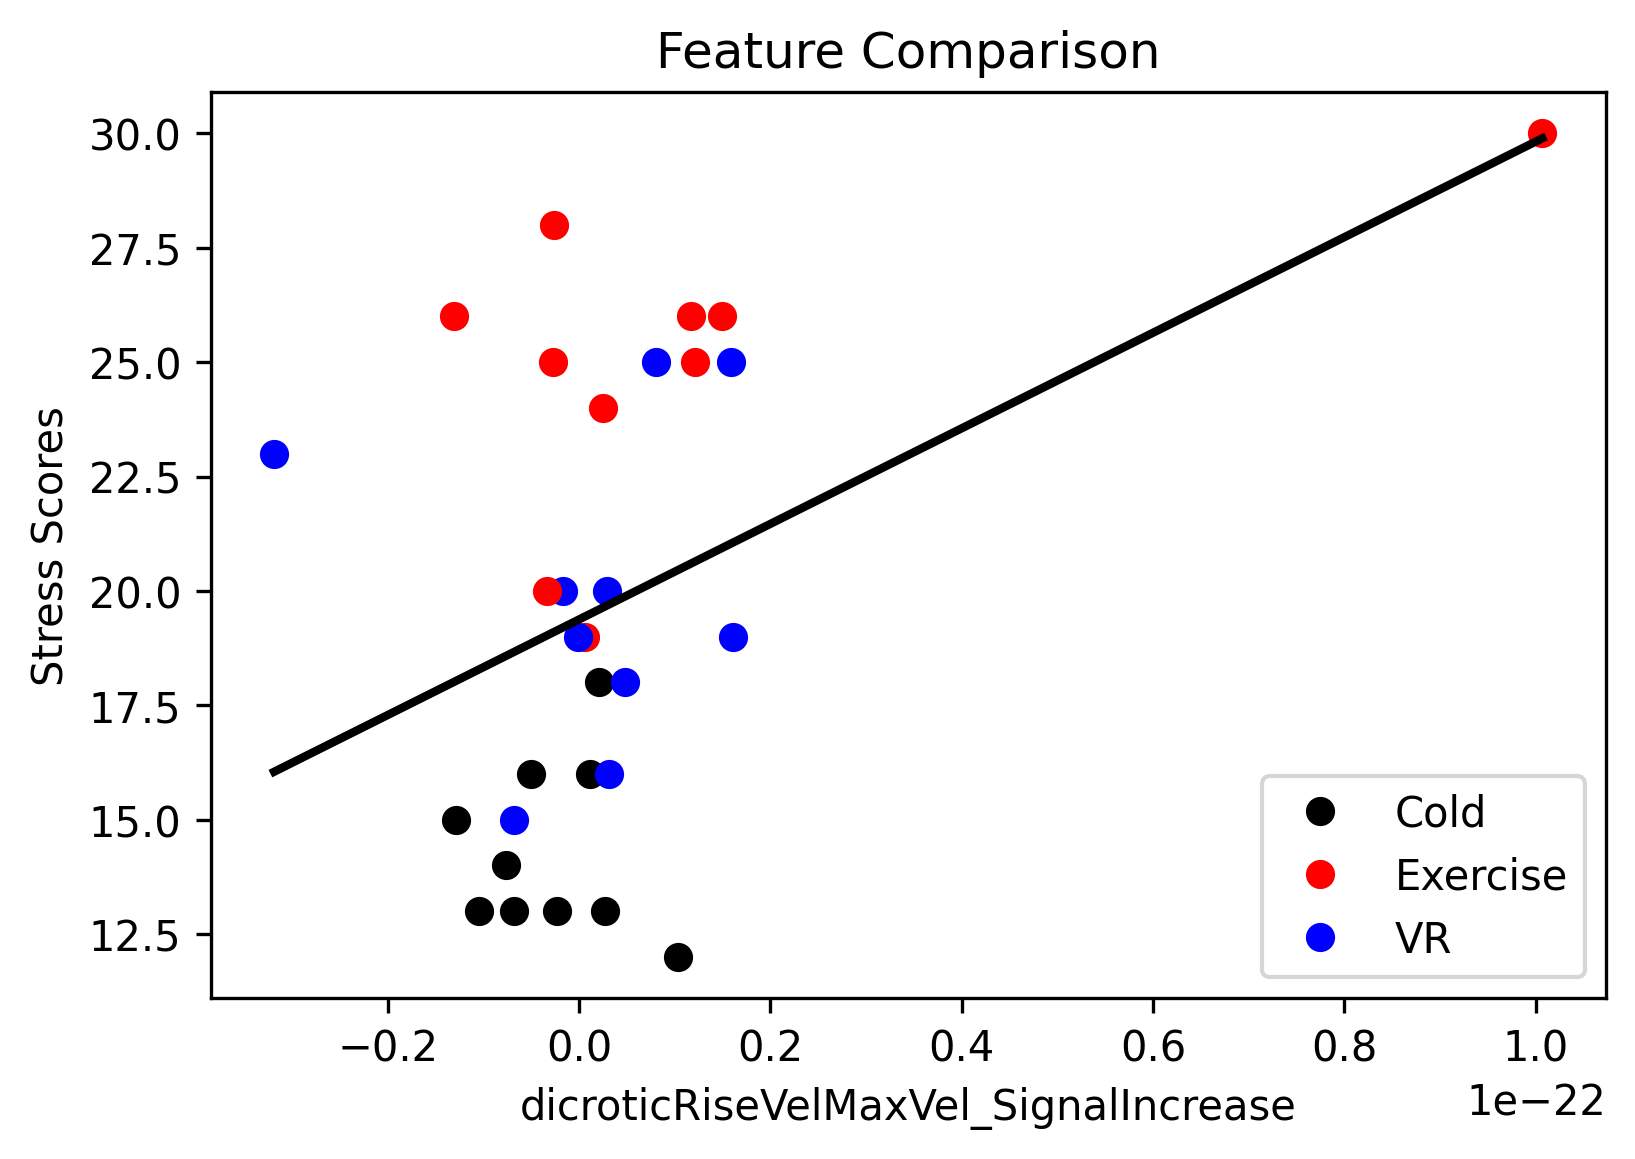 Feature Comparison
30.0
27.5
25.0
22.5
20.0
17.5
15.0
12.5
Stress Scores
Cold
Exercise
VR
−0.2 0.0 0.2 0.4 0.6 0.8 1.0
1e−22
dicroticRiseVelMaxVel_SignalIncrease